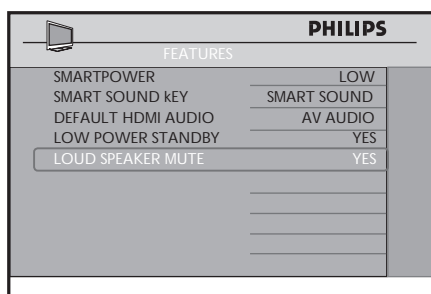 PHILIPS
FEATURES
SMARTPOWER LOW
SMART SOUND kEY SMART SOUND
DEFAULT HDMI AUDIO AV AUDIO
LOW POWER STANDBY YES
LOUD SPEAKER MUTE YES